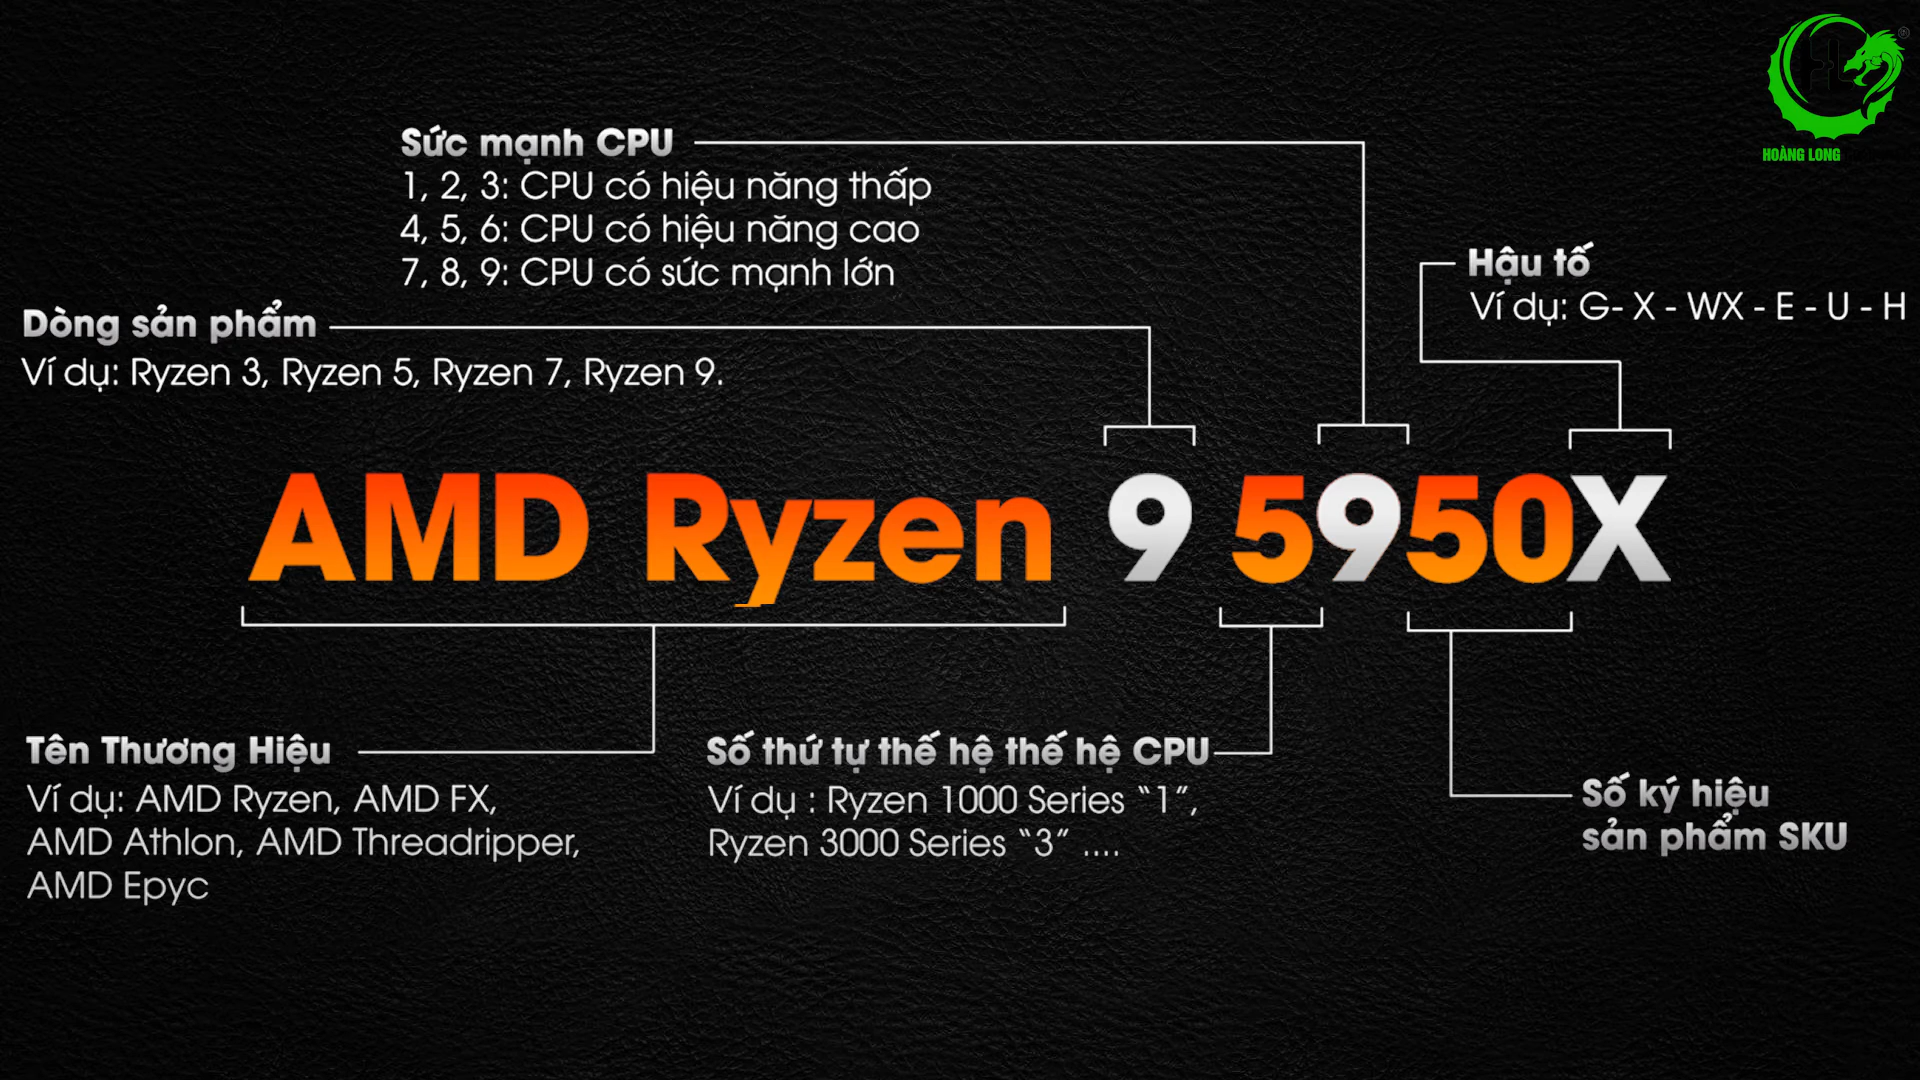 HOÀNG LONG
Sức mạnh CPU
1, 2, 3: CPU có hiệu năng thấp
4, 5, 6: CPU có hiệu năng cao
7, 8, 9: CPU có sức mạnh lớn
Hậu tố
Ví dụ: G- X - WX - E - U - H
Dòng sản phẩm
Ví dụ: Ryzen 3, Ryzen 5, Ryzen 7, Ryzen 9.
AMD Ryzen 9 5950X
Tên Thương Hiệu
Ví dụ: AMD Ryzen, AMD FX,
AMD Athlon, AMD Threadripper,
AMD Epyc
Số thứ tự thế hệ thế hệ CPU
Ví dụ : Ryzen 1000 Series “1”,
Ryzen 3000 Series “3” ....
Số ký hiệu
sản phẩm SKU